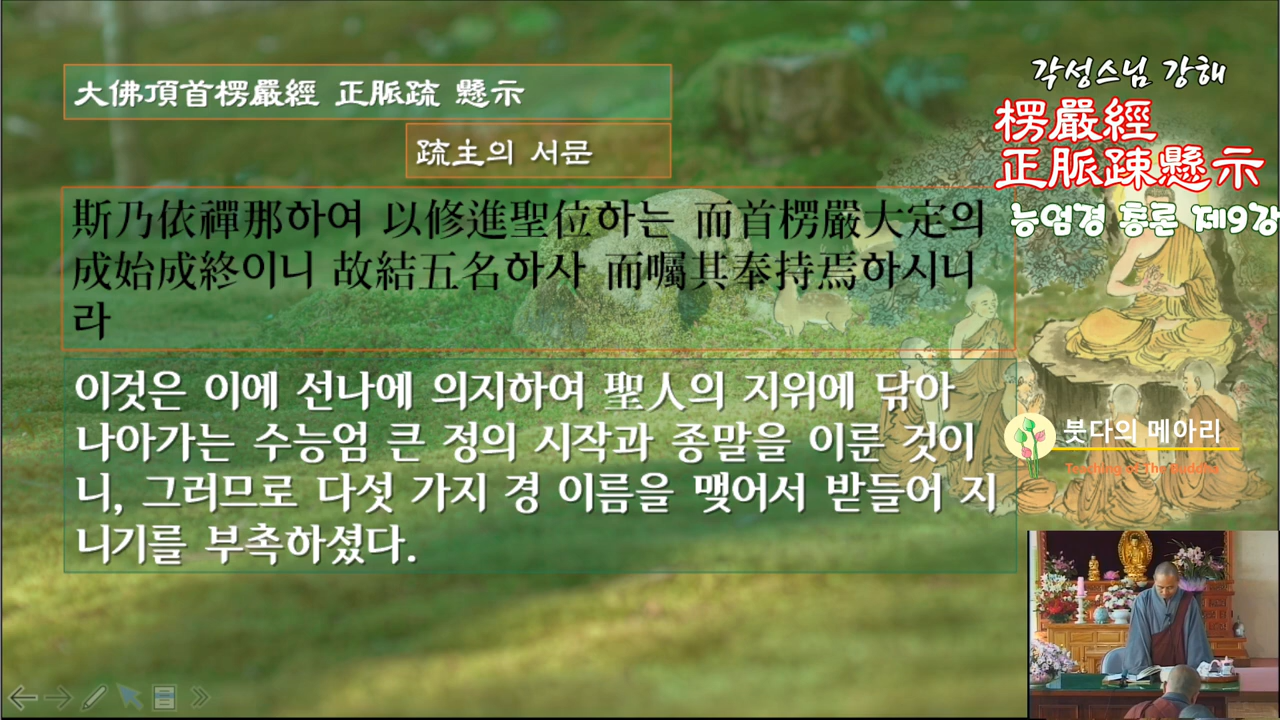 大佛頂首楞嚴經 正脈疏 懸示
疏主의 서문
斯乃依禪那하여 以修進聖位하는 而首楞嚴大定의
成始成終이니 故結五名하사 而囑其奉持焉하시니
라
이것은 이에 선나에 의지하여 聖人의 지위에 닦아
나아가는 수능엄 큰 정의 시작과 종말을 이룬 것이
니, 그러므로 다섯 가지 경 이름을 맺어서 받들어 지
니기를 부촉하셨다.
각성스님 강해
楞嚴經
正脈疎懸示
능엄경 총론 제9강
붓다의 메아리
Teaching of The Buddha